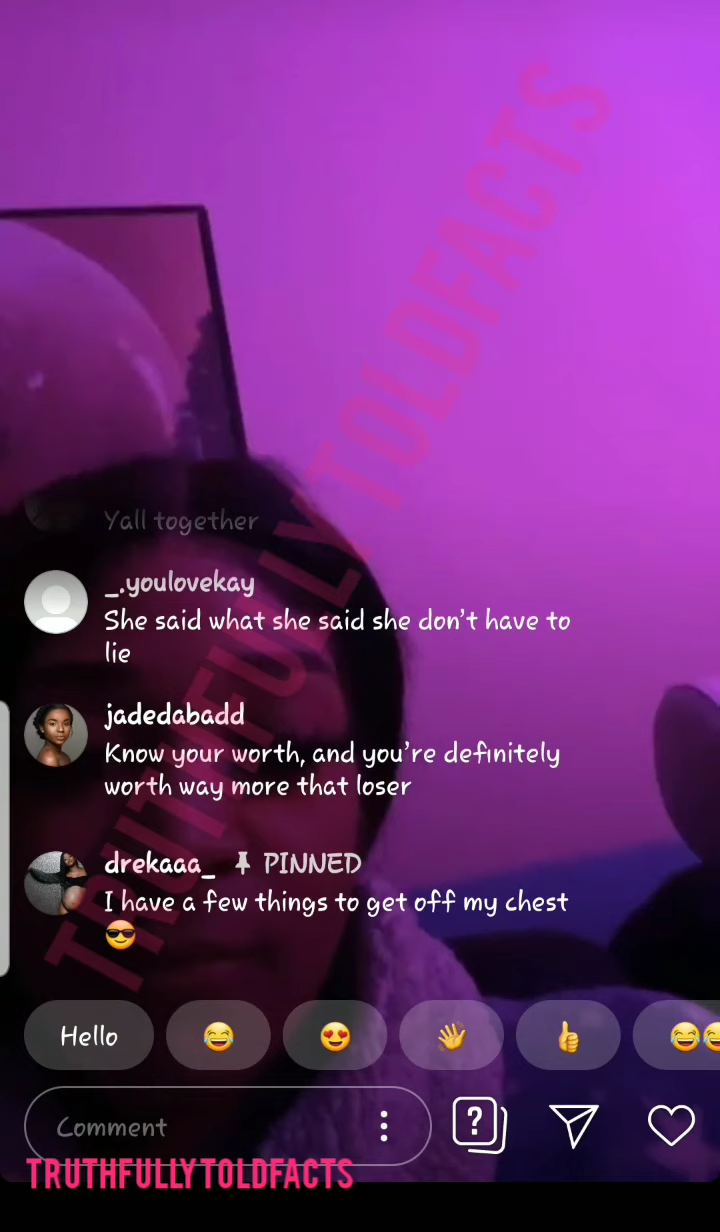 TRUTHFULLYTOLDFACTS
Yall together
_.youlovekay
She said what she said she don't have to
lie
jadedabadd
Know your worth, and you're definitely
worth way more that loser
drekaaa_ PINNED
I have a few things to get off my chest
😎
Hello 😂 😍 👋 👍 😂😂
Comment
TRUTHFULLYTOLDFACTS